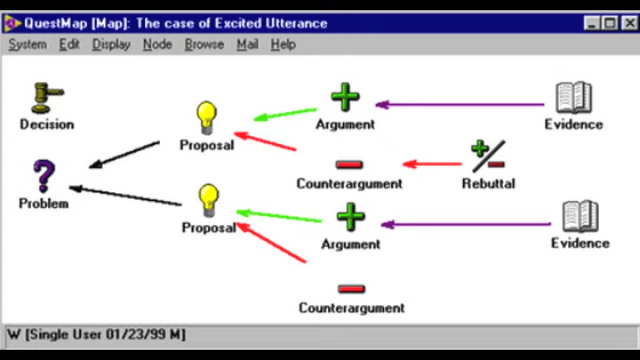 QuestMap [Map]: The case of Excited Utterance
System Edit Display Node Browse Mail Help
Decision
Proposal
Argument
Evidence
Problem
Counterargument
Rebuttal
Proposal
Argument
Evidence
Counterargument
W [Single User 01/23/99 M]